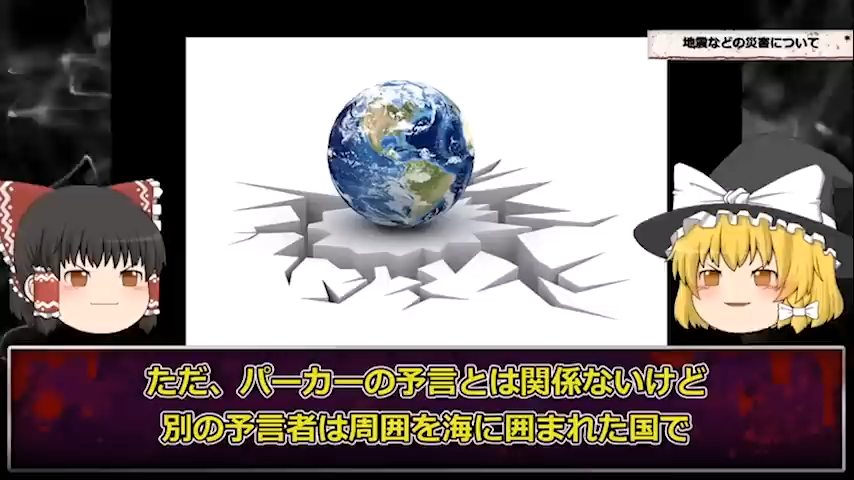 地震などの災害について
ただ、パーカーの予言とは関係ないけど
別の予言者は周囲を海に囲まれた国で